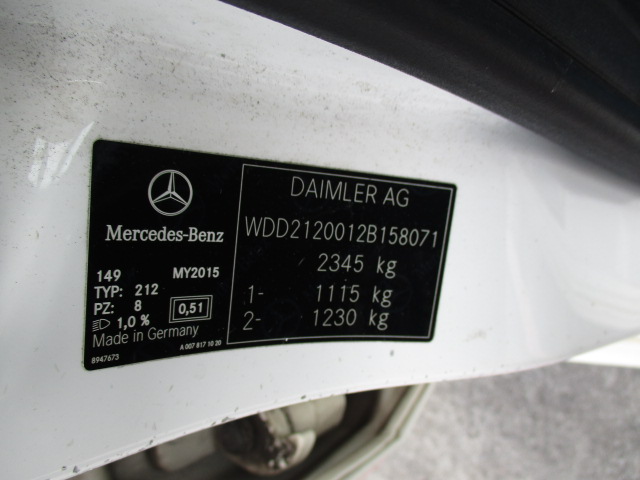 Mercedes-Benz
149 MY2015
TYP: 212
PZ: 8 0,51
1,0 %
Made in Germany
8947673 A 007 817 10 20
DAIMLER AG
WDD2120012B158071
2345 kg
1- 1115 kg
2- 1230 kg